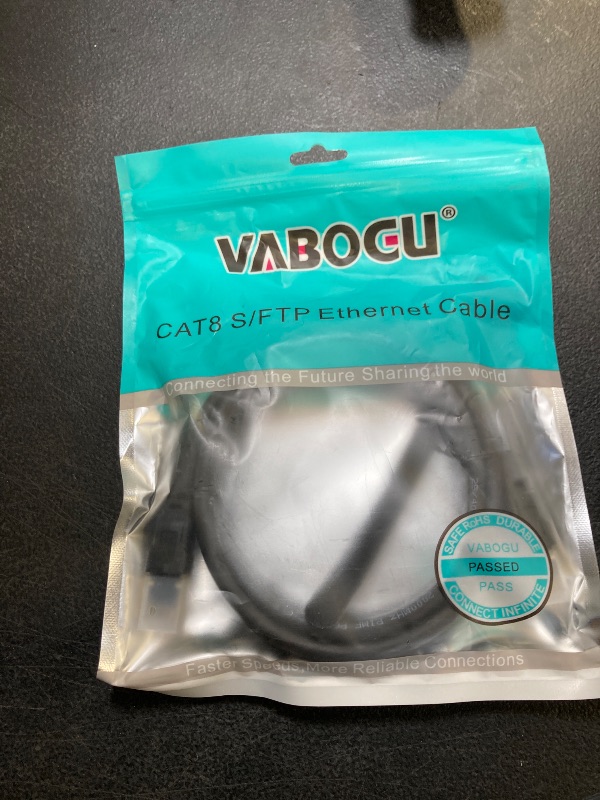 VABOGU®
CAT8 S/FTP Ethernet Cable
Connecting the Future Sharing the world
SAFE RoHS DURABLE
VABOGU
PASSED
PASS
CONNECT INFINITE
Faster Speeds,More Reliable Connections